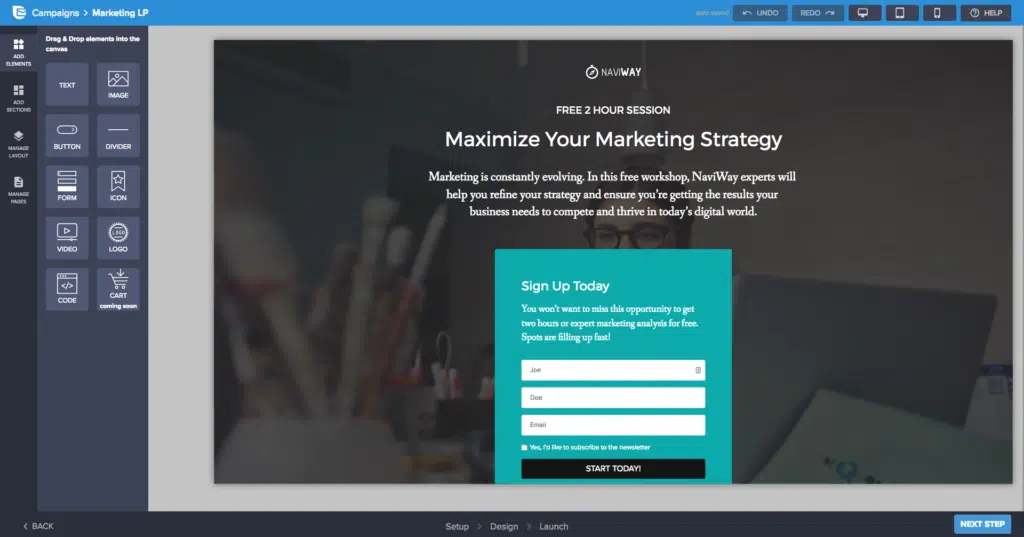 Campaigns > Marketing LP
auto saved
UNDO
REDO
HELP
ADD
ELEMENTS
ADD
SECTIONS
MANAGE
LAYOUT
MANAGE
PAGES
Drag & Drop elements into the
canvas
TEXT
IMAGE
BUTTON
DIVIDER
FORM
ICON
VIDEO
LOGO
LOGO
CODE
CART
coming soon
NAVIWAY
FREE 2 HOUR SESSION
Maximize Your Marketing Strategy
Marketing is constantly evolving. In this free workshop, NaviWay experts will
help you refine your strategy and ensure you're getting the results your
business needs to compete and thrive in today's digital world.
Sign Up Today
You won't want to miss this opportunity to get
two hours or expert marketing analysis for free.
Spots are filling up fast!
Joe
Doe
Email
Yes, I'd like to subscribe to the newsletter
START TODAY!
< BACK
Setup > Design > Launch
NEXT STEP